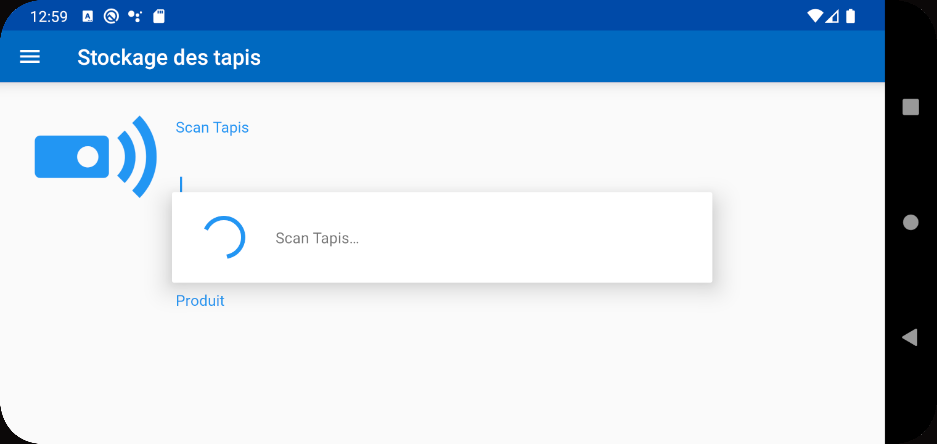 12:59
Stockage des tapis
Scan Tapis
Scan Tapis...
Produit